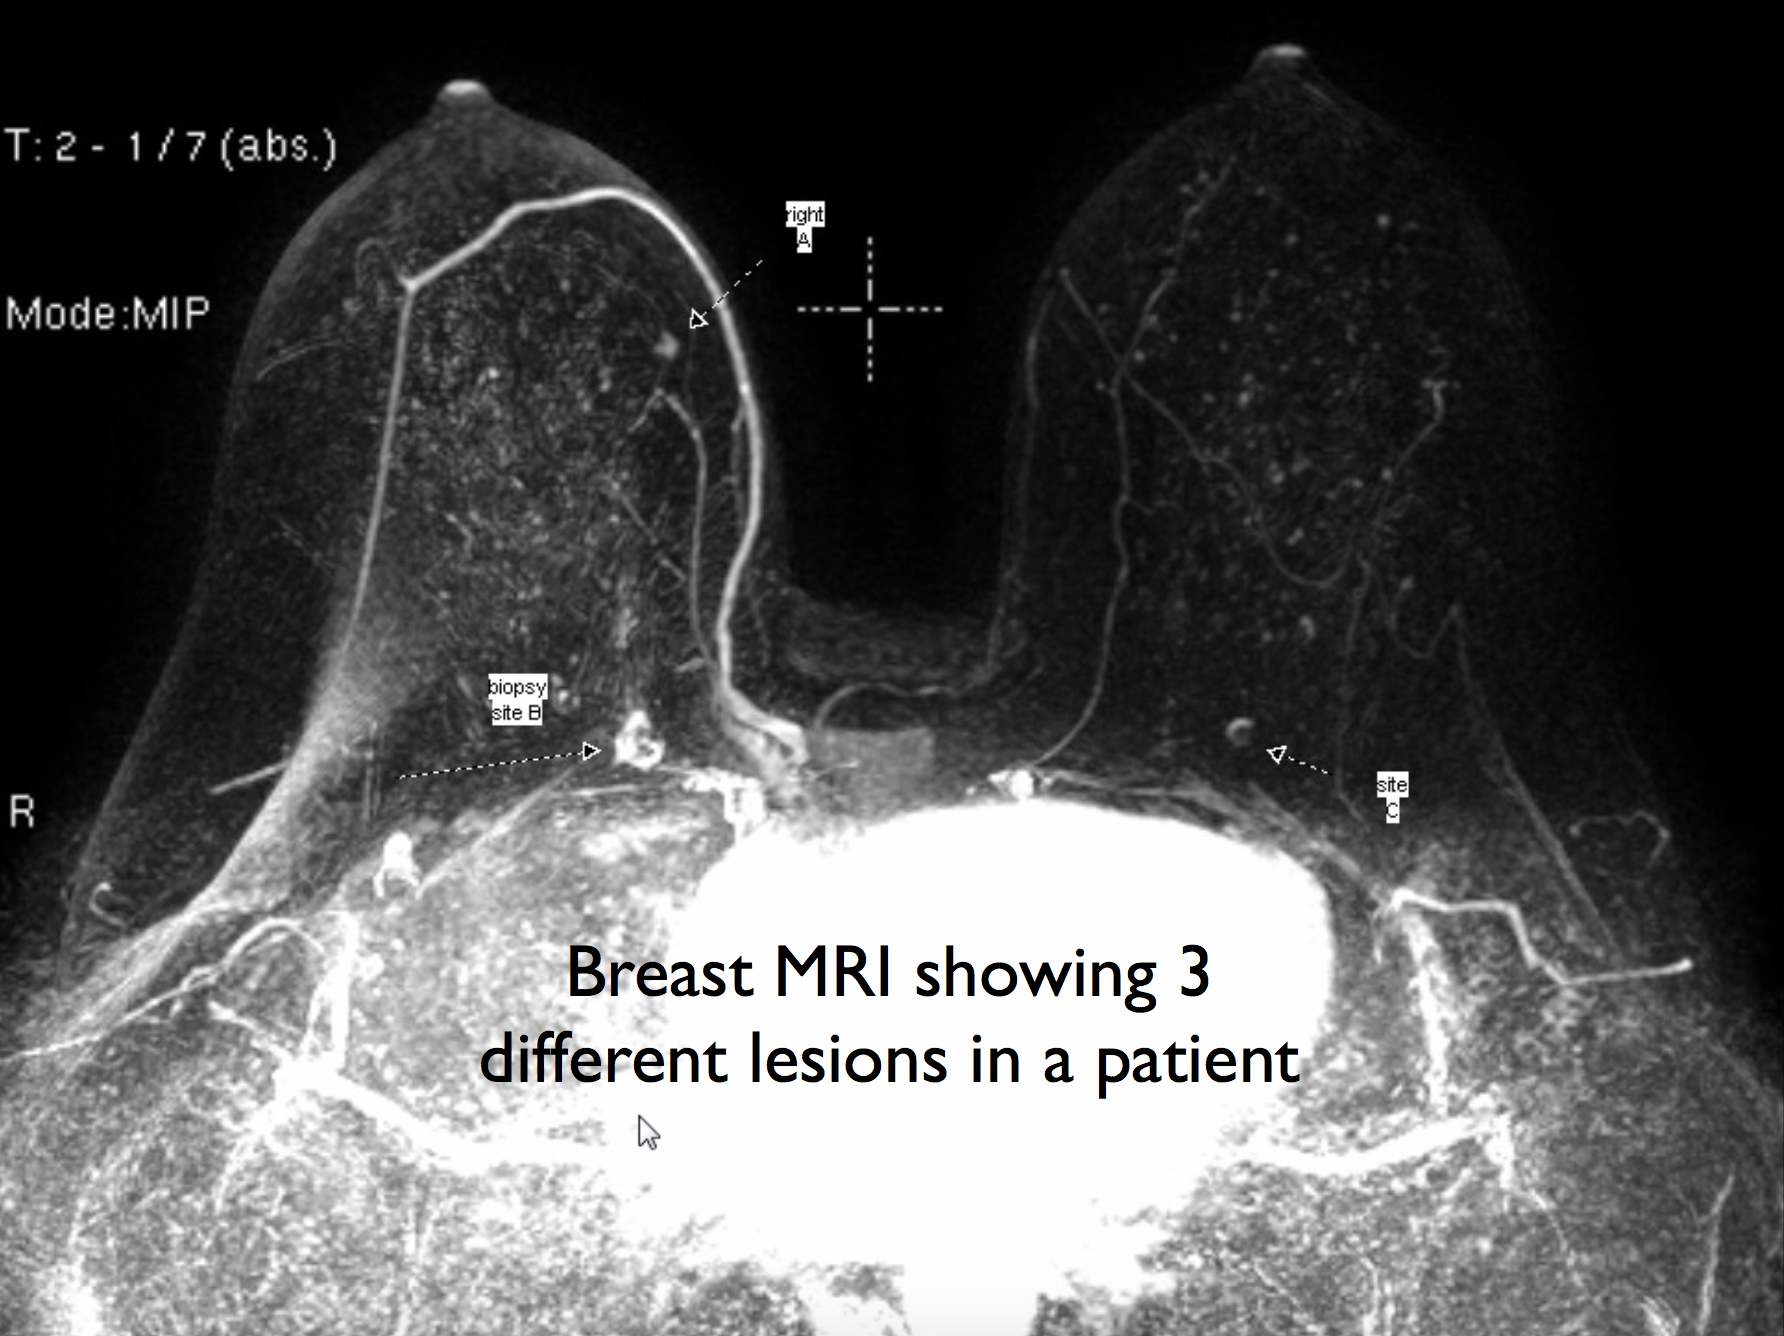 T: 2 - 1 / 7 (abs.)
right
A
Mode:MIP
biopsy
site B
site
C
R
Breast MRI showing 3
different lesions in a patient